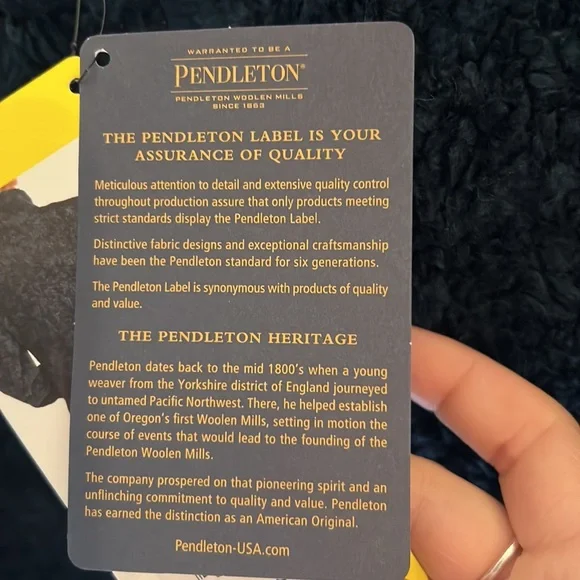 WARRANTED TO BE A
PENDLETON®
PENDLETON WOOLEN MILLS
SINCE 1863
THE PENDLETON LABEL IS YOUR
ASSURANCE OF QUALITY
Meticulous attention to detail and extensive quality control
throughout production assure that only products meeting
strict standards display the Pendleton Label.
Distinctive fabric designs and exceptional craftsmanship
have been the Pendleton standard for six generations.
The Pendleton Label is synonymous with products of quality
and value.
THE PENDLETON HERITAGE
Pendleton dates back to the mid 1800's when a young
weaver from the Yorkshire district of England journeyed
to untamed Pacific Northwest. There, he helped establish
one of Oregon's first Woolen Mills, setting in motion the
course of events that would lead to the founding of the
Pendleton Woolen Mills.
The company prospered on that pioneering spirit and an
unflinching commitment to quality and value. Pendleton
has earned the distinction as an American Original.
Pendleton-USA.com